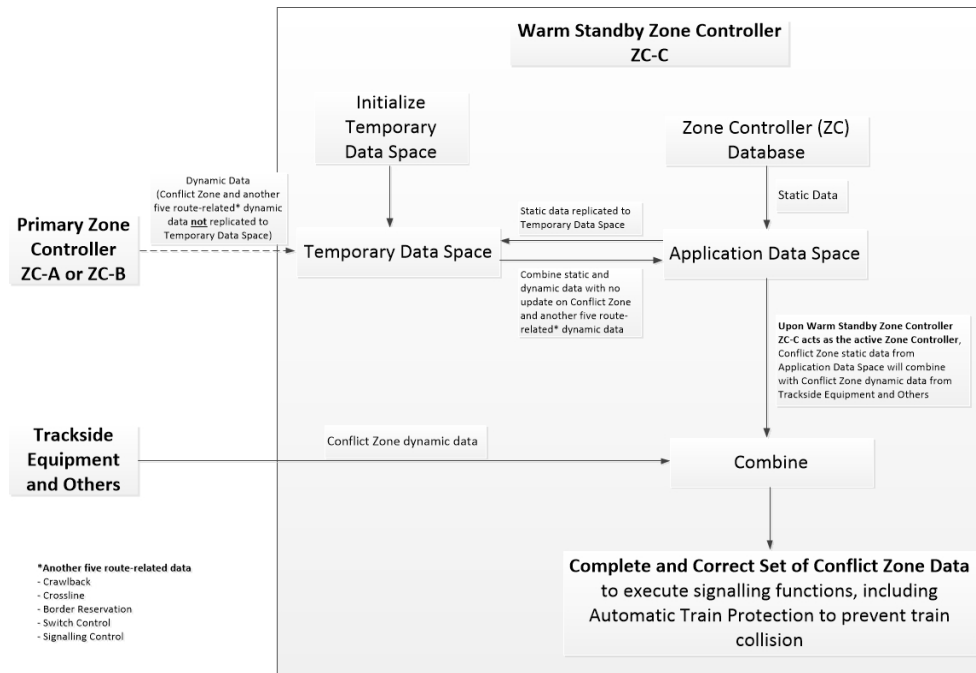 Warm Standby Zone Controller
ZC-C
Initialize
Temporary
Data Space
Zone Controller (ZC)
Database
Dynamic Data
(Conflict Zone and another
five route-related* dynamic
data not replicated to
Temporary Data Space)
Static Data
Primary Zone
Controller
ZC-A or ZC-B
Static data replicated to
Temporary Data Space
Temporary Data Space
Application Data Space
Combine static and
dynamic data with no
update on Conflict Zone
and another five route-
related* dynamic data
Upon Warm Standby Zone Controller
ZC-C acts as the active Zone Controller,
Conflict Zone static data from
Application Data Space will combine
with Conflict Zone dynamic data from
Trackside Equipment and Others
Trackside
Equipment
and Others
Conflict Zone dynamic data
Combine
*Another five route-related data
- Crawlback
- Crossline
- Border Reservation
- Switch Control
- Signalling Control
Complete and Correct Set of Conflict Zone Data
to execute signalling functions, including
Automatic Train Protection to prevent train
collision